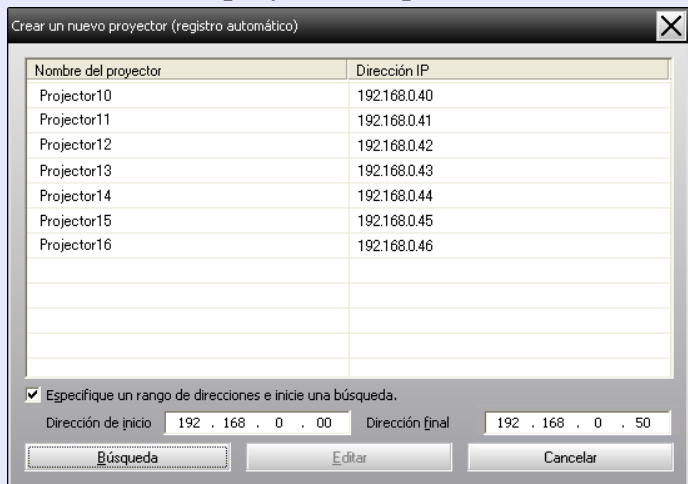 Crear un nuevo proyector (registro automático)
Nombre del proyector Dirección IP
Projector10 192.168.0.40
Projector11 192.168.0.41
Projector12 192.168.0.42
Projector13 192.168.0.43
Projector14 192.168.0.44
Projector15 192.168.0.45
Projector16 192.168.0.46
Especifique un rango de direcciones e inicie una búsqueda.
Dirección de inicio 192 . 168 . 0 . 00 Dirección final 192 . 168 . 0 . 50
Búsqueda Editar Cancelar